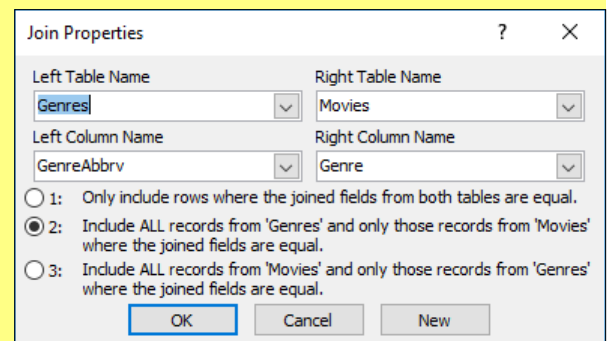 Join Properties ?
Left Table Name Right Table Name
Genres Movies
Left Column Name Right Column Name
GenreAbbrv Genre
1: Only include rows where the joined fields from both tables are equal.
2: Include ALL records from 'Genres' and only those records from 'Movies'
where the joined fields are equal.
3: Include ALL records from 'Movies' and only those records from 'Genres'
where the joined fields are equal.
OK Cancel New